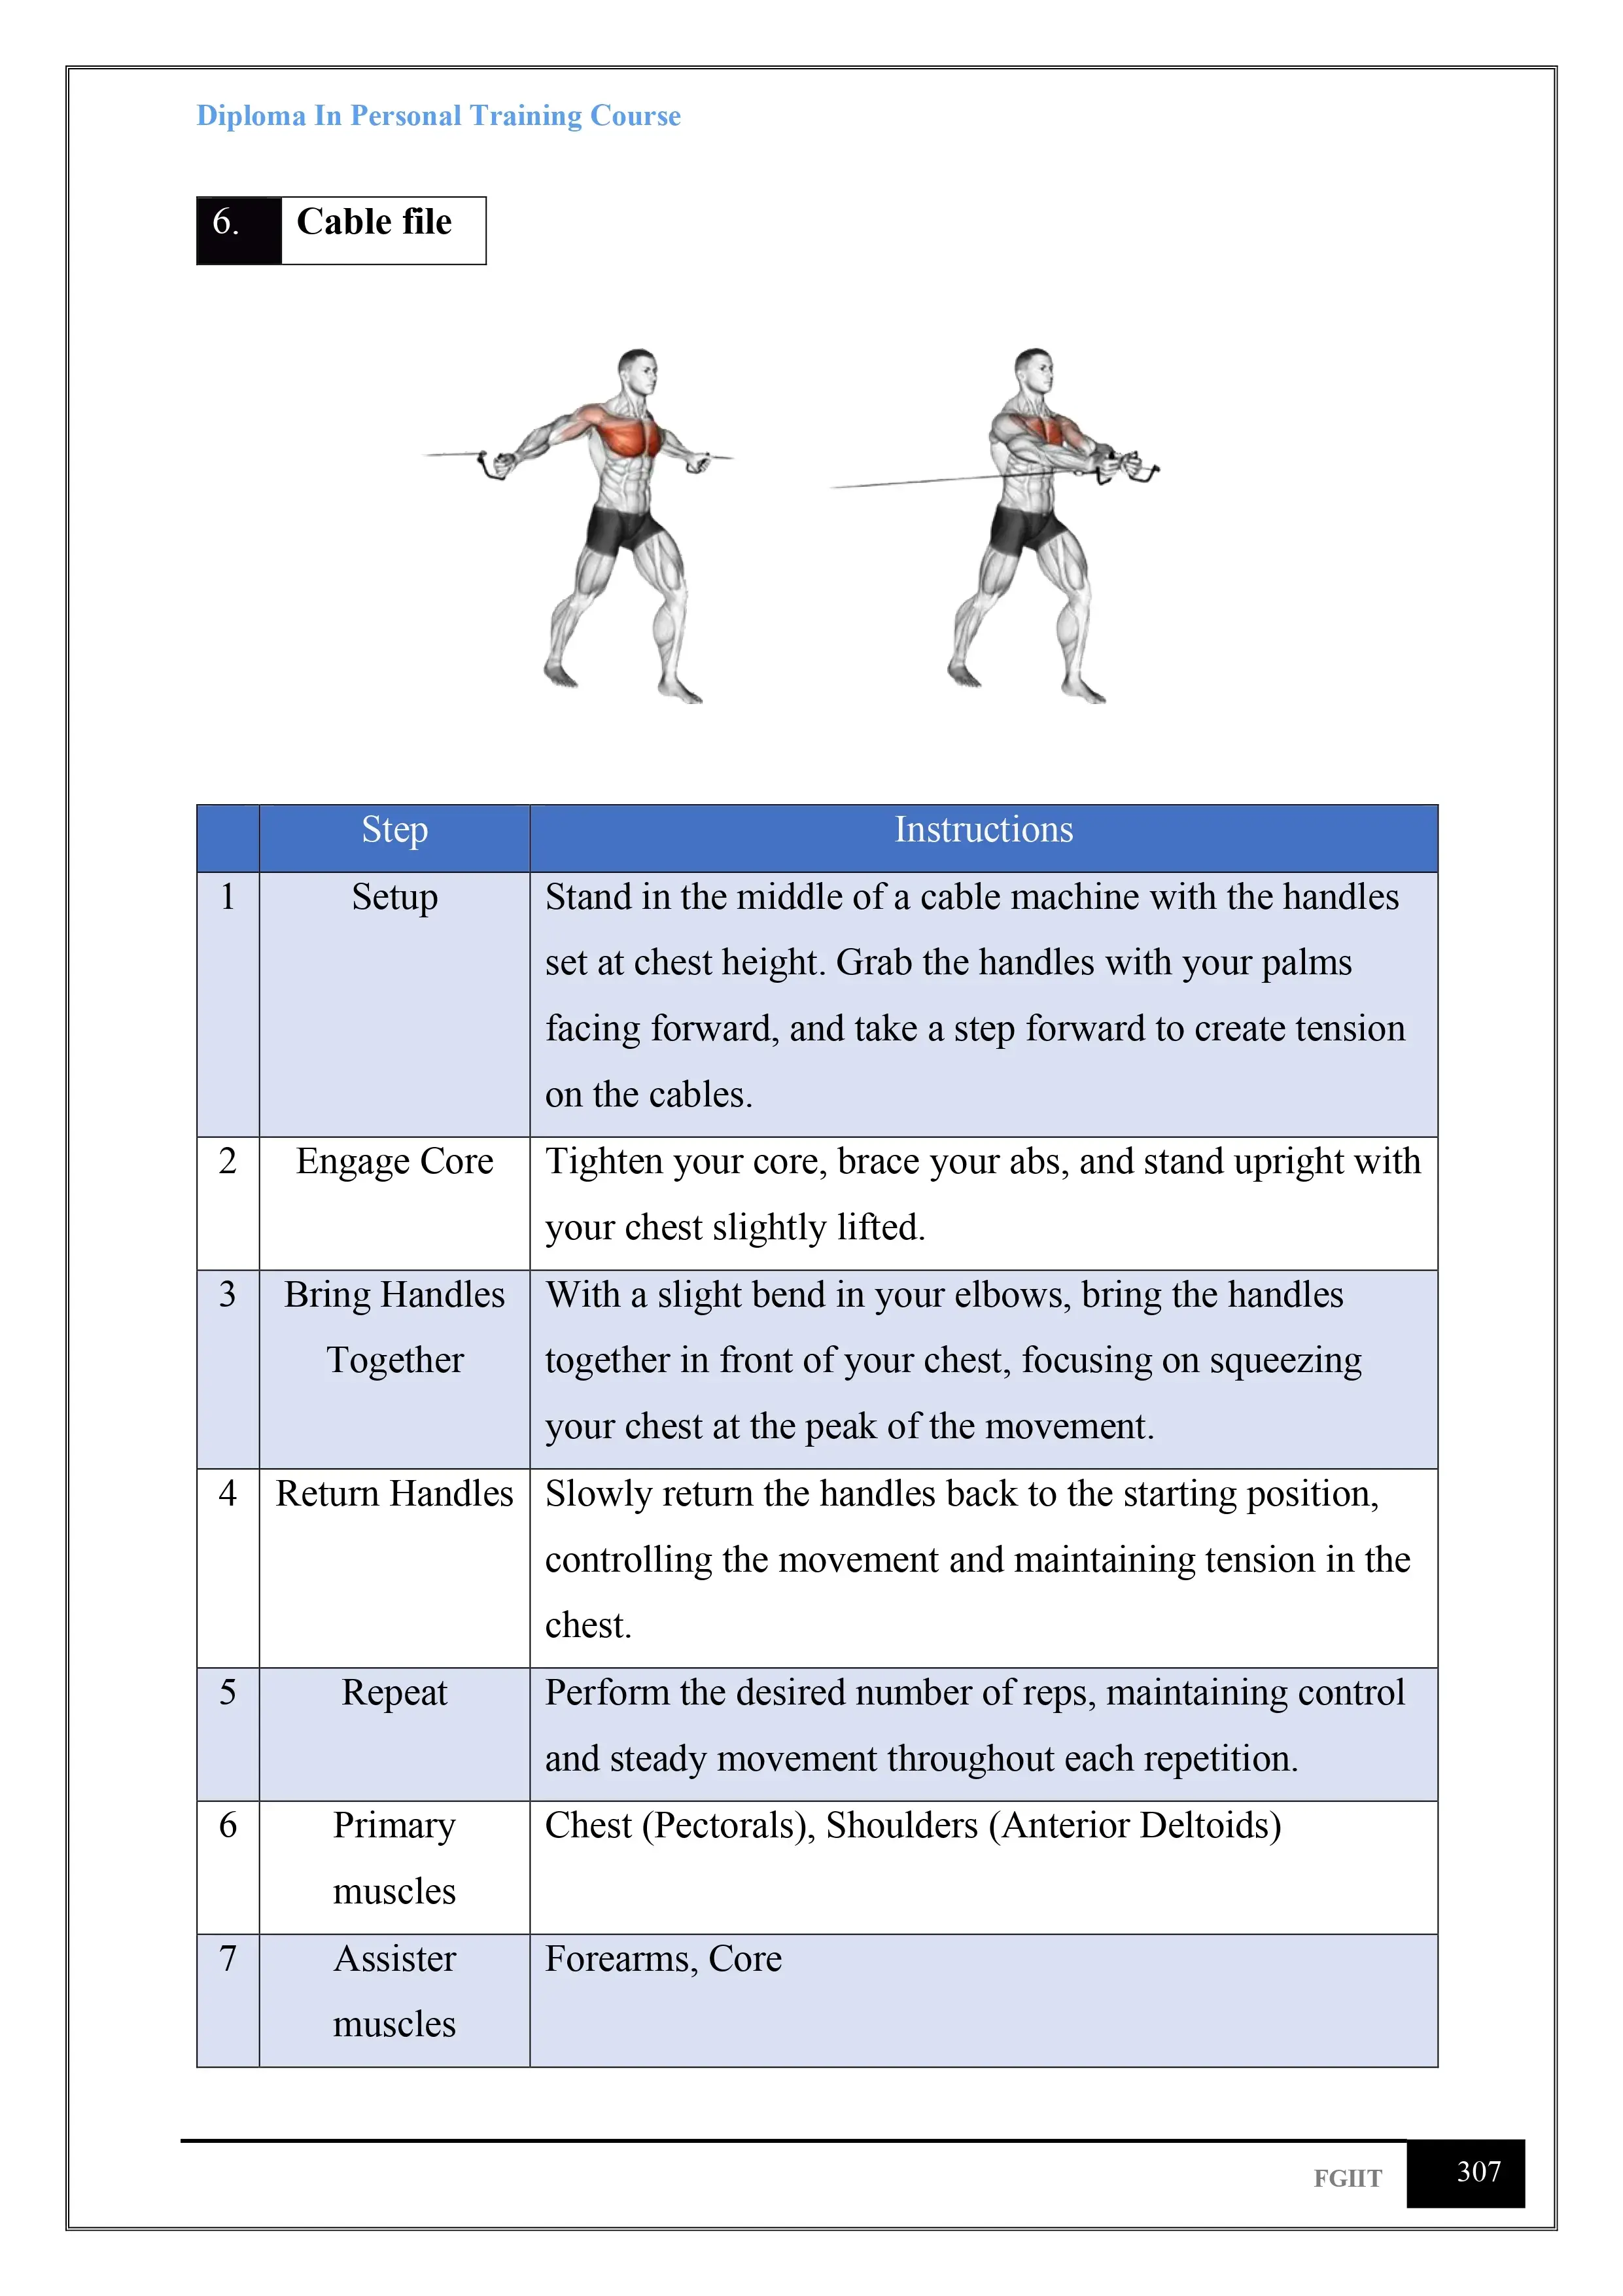 Diploma In Personal Training Course
6. Cable file
Step Instructions
1 Setup Stand in the middle of a cable machine with the handles
set at chest height. Grab the handles with your palms
facing forward, and take a step forward to create tension
on the cables.
2 Engage Core Tighten your core, brace your abs, and stand upright with
your chest slightly lifted.
3 Bring Handles With a slight bend in your elbows, bring the handles
Together together in front of your chest, focusing on squeezing
your chest at the peak of the movement.
4 Return Handles Slowly return the handles back to the starting position,
controlling the movement and maintaining tension in the
chest.
5 Repeat Perform the desired number of reps, maintaining control
and steady movement throughout each repetition.
6 Primary Chest (Pectorals), Shoulders (Anterior Deltoids)
muscles
7 Assister Forearms, Core
muscles
FGIIT 307